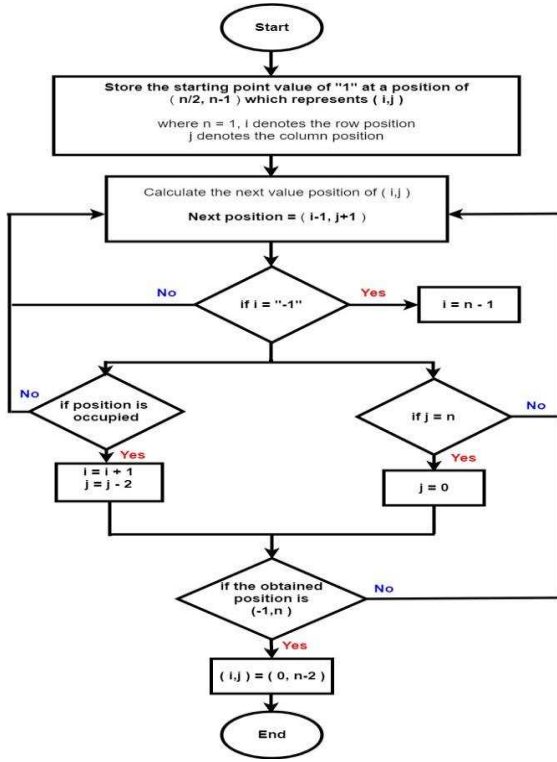 Start
Store the starting point value of "1" at a position of
( n/2, n-1 ) which represents ( i,j )
where n = 1, i denotes the row position
j denotes the column position
Calculate the next value position of ( i,j )
Next position = ( i-1, j+1 )
No
if i = "-1"
Yes
i = n - 1
No
if position is
occupied
if j = n
No
Yes
i = i + 1
j = j - 2
Yes
j = 0
if the obtained
position is
(-1,n )
No
Yes
( i,j ) = ( 0, n-2 )
End